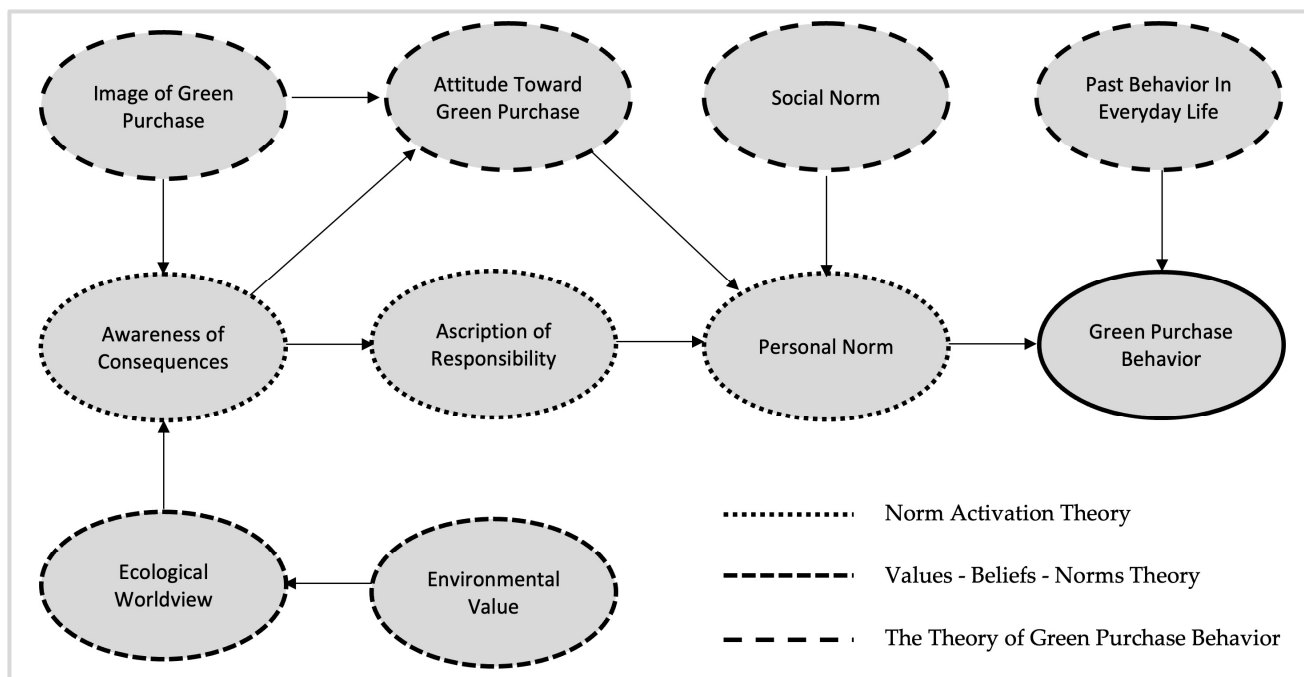 Image of Green
Purchase
Attitude Toward
Green Purchase
Social Norm
Past Behavior In
Everyday Life
Awareness of
Consequences
Ascription of
Responsibility
Personal Norm
Green Purchase
Behavior
Ecological
Worldview
Environmental
Value
Norm Activation Theory
Values - Beliefs - Norms Theory
The Theory of Green Purchase Behavior